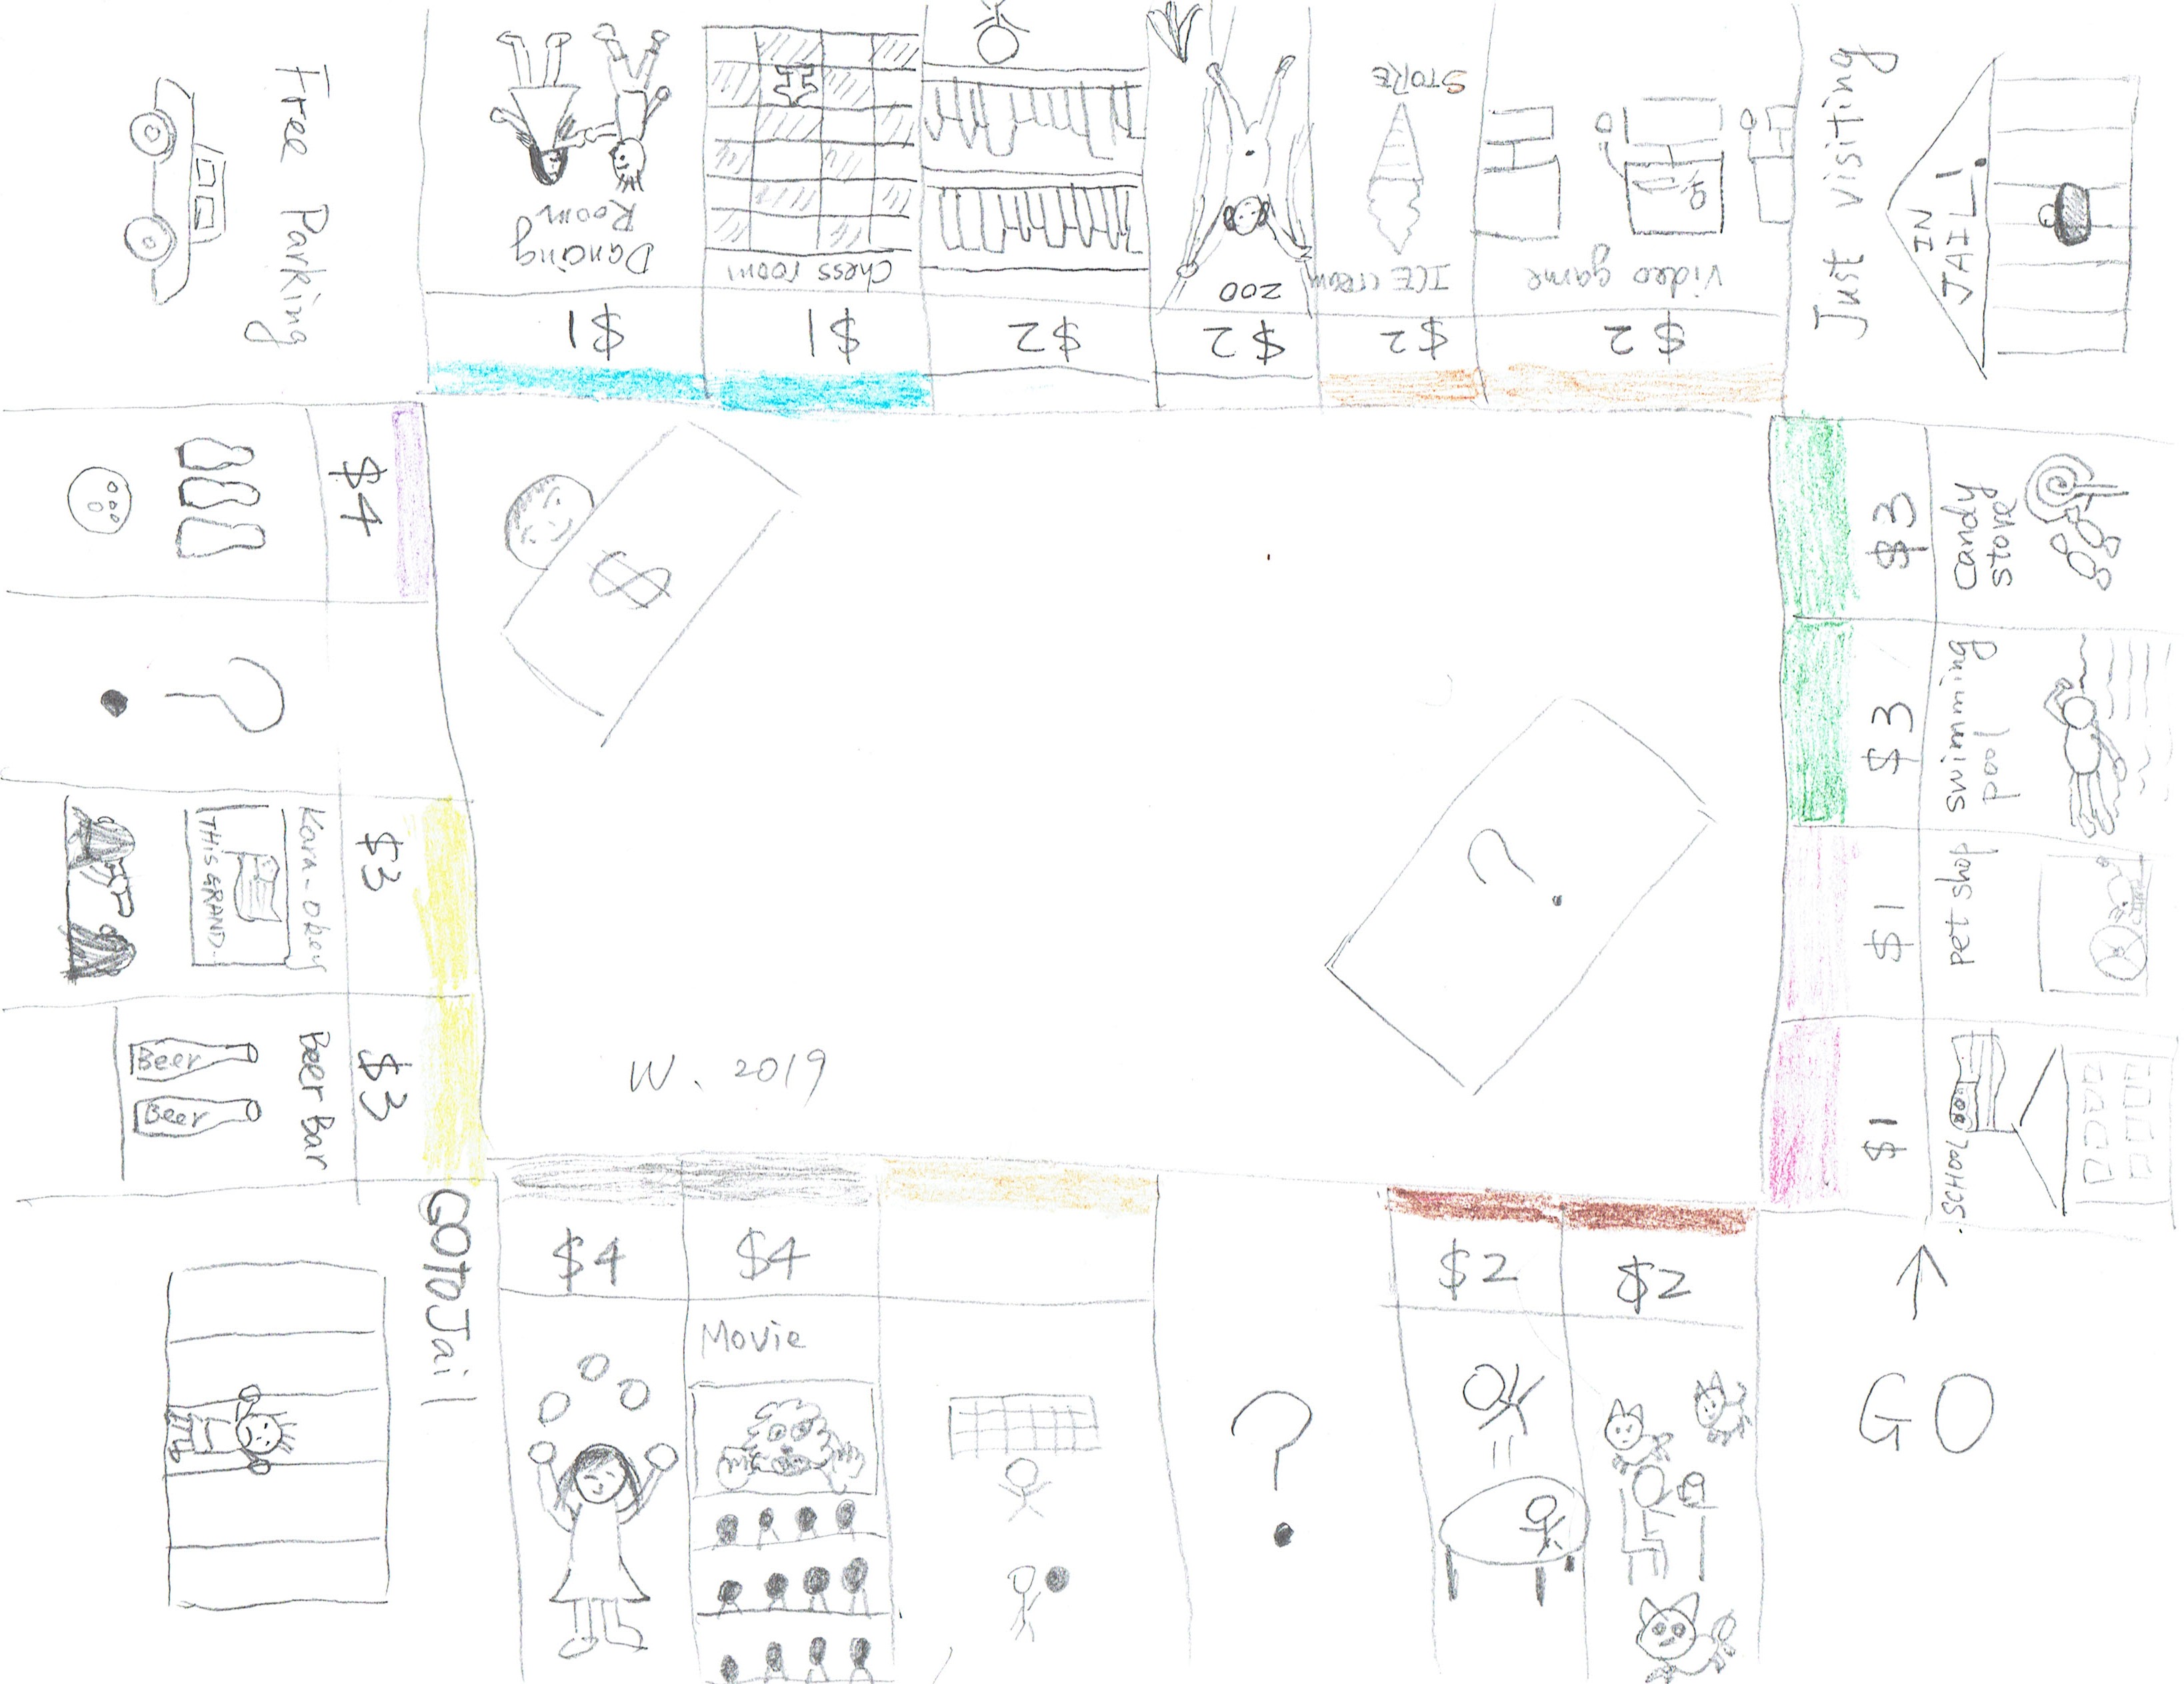 Free Parking
Dancing
Room
$1
Chess room
$1
$2
ZOO
$2
STORE
ICE cream
$2
Video game
$2
Just visiting
IN
JAIL!
$3
Candy
store
$3
swimming
pool
$1
pet shop
$1
SCHOOL
GO
$2
$2
?
Movie
$4
$4
GO to Jail
$3
Beer Bar
Beer
Beer
$3
Kara-okay
THIS GRAND
?
$4
$
?
W. 2019